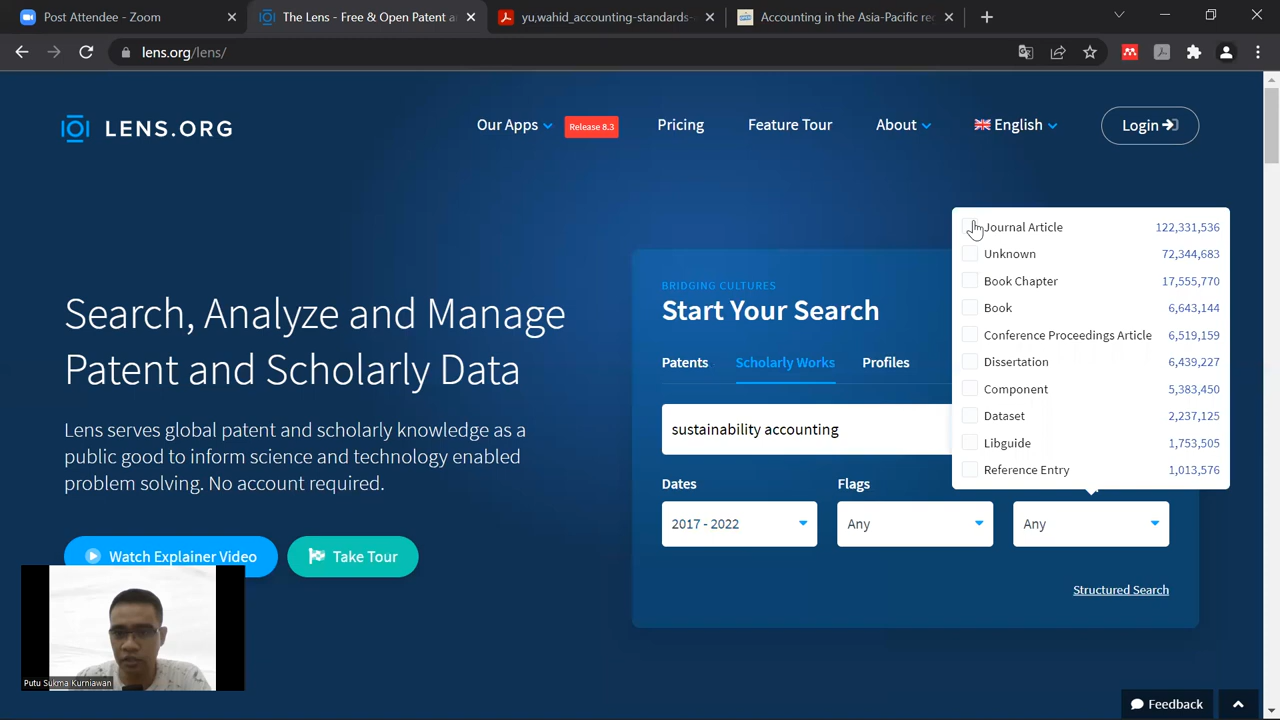 Post Attendee - Zoom
The Lens - Free & Open Patent a
yu,wahid_accounting-standards-
Accounting in the Asia-Pacific re
lens.org/lens/
LENS.ORG
Our Apps
Release 8.3
Pricing
Feature Tour
About
English
Login
Search, Analyze and Manage
Patent and Scholarly Data
Lens serves global patent and scholarly knowledge as a
public good to inform science and technology enabled
problem solving. No account required.
Watch Explainer Video
Take Tour
BRIDGING CULTURES
Start Your Search
Patents
Scholarly Works
Profiles
sustainability accounting
Dates
Flags
2017 - 2022
Any
Any
Structured Search
Journal Article 122,331,536
Unknown 72,344,683
Book Chapter 17,555,770
Book 6,643,144
Conference Proceedings Article 6,519,159
Dissertation 6,439,227
Component 5,383,450
Dataset 2,237,125
Libguide 1,753,505
Reference Entry 1,013,576
Putu Sukma Kurniawan
Feedback